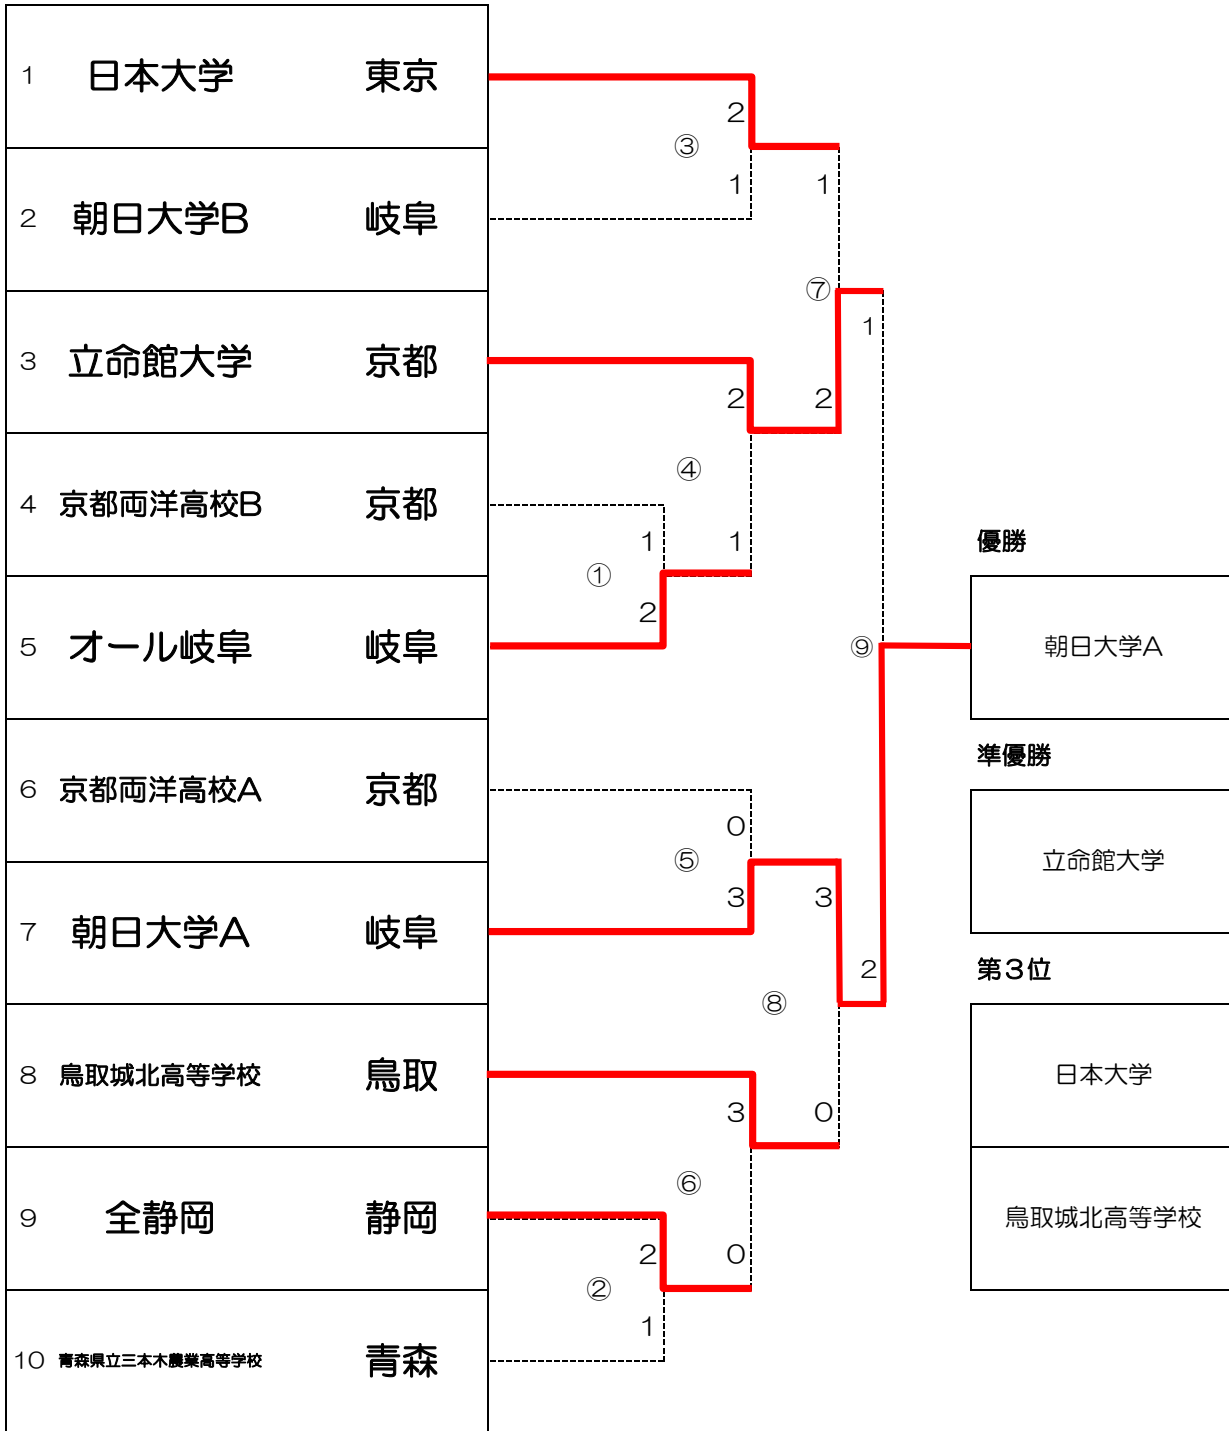 1 日本大学 東京
2 朝日大学B 岐阜
3 立命館大学 京都
4 京都両洋高校B 京都
5 オール岐阜 岐阜
6 京都両洋高校A 京都
7 朝日大学A 岐阜
8 鳥取城北高等学校 鳥取
9 全静岡 静岡
10 青森県立三本木農業高等学校 青森
2
③
1
1
⑦
1
2
2
④
1
1
①
2
⑨
0
⑤
3
3
2
⑧
3
0
⑥
2
0
②
1
優勝
朝日大学A
準優勝
立命館大学
第3位
日本大学
鳥取城北高等学校